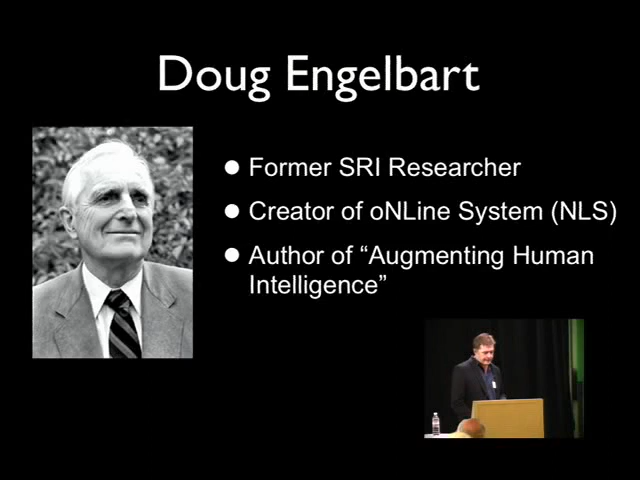 Doug Engelbart
Former SRI Researcher
Creator of oNLine System (NLS)
Author of “Augmenting Human
Intelligence”